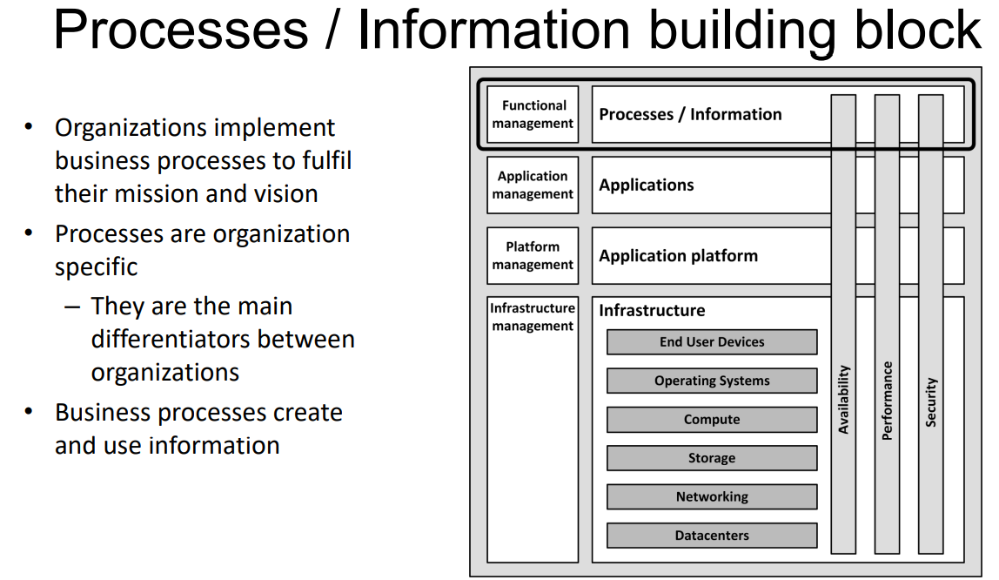 Processes / Information building block
• Organizations implement
business processes to fulfil
their mission and vision
• Processes are organization
specific
– They are the main
differentiators between
organizations
• Business processes create
and use information
Functional
management
Processes / Information
Application
management
Applications
Platform
management
Application platform
Infrastructure
management
Infrastructure
End User Devices
Operating Systems
Compute
Storage
Networking
Datacenters
Availability
Performance
Security